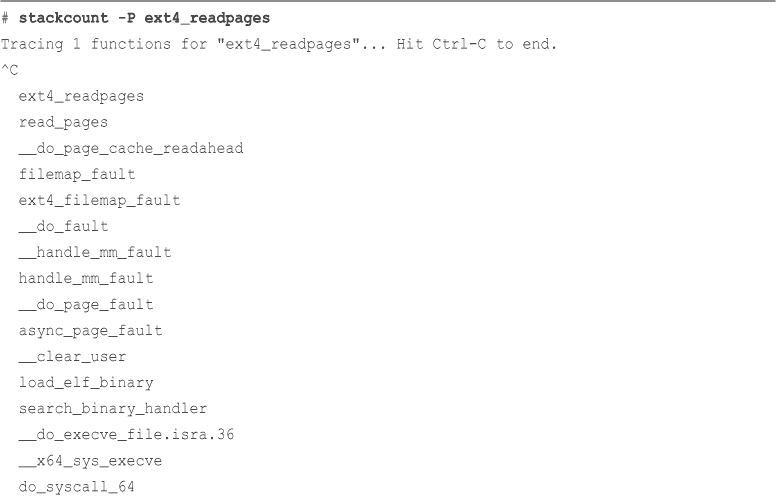 # stackcount -P ext4_readpages
Tracing 1 functions for "ext4_readpages"... Hit Ctrl-C to end.
^C
  ext4_readpages
  read_pages
  __do_page_cache_readahead
  filemap_fault
  ext4_filemap_fault
  __do_fault
  __handle_mm_fault
  handle_mm_fault
  __do_page_fault
  async_page_fault
  __clear_user
  load_elf_binary
  search_binary_handler
  __do_execve_file.isra.36
  __x64_sys_execve
  do_syscall_64